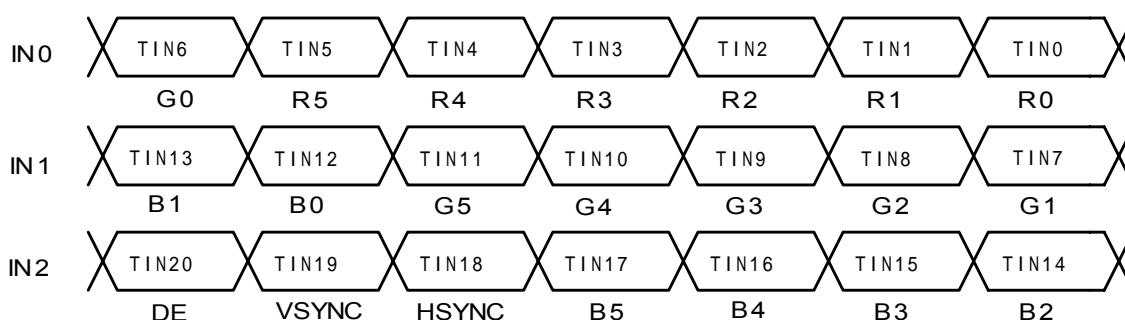 IN0 TIN6 TIN5 TIN4 TIN3 TIN2 TIN1 TIN0
G0 R5 R4 R3 R2 R1 R0
IN1 TIN13 TIN12 TIN11 TIN10 TIN9 TIN8 TIN7
B1 B0 G5 G4 G3 G2 G1
IN2 TIN20 TIN19 TIN18 TIN17 TIN16 TIN15 TIN14
DE VSYNC HSYNC B5 B4 B3 B2